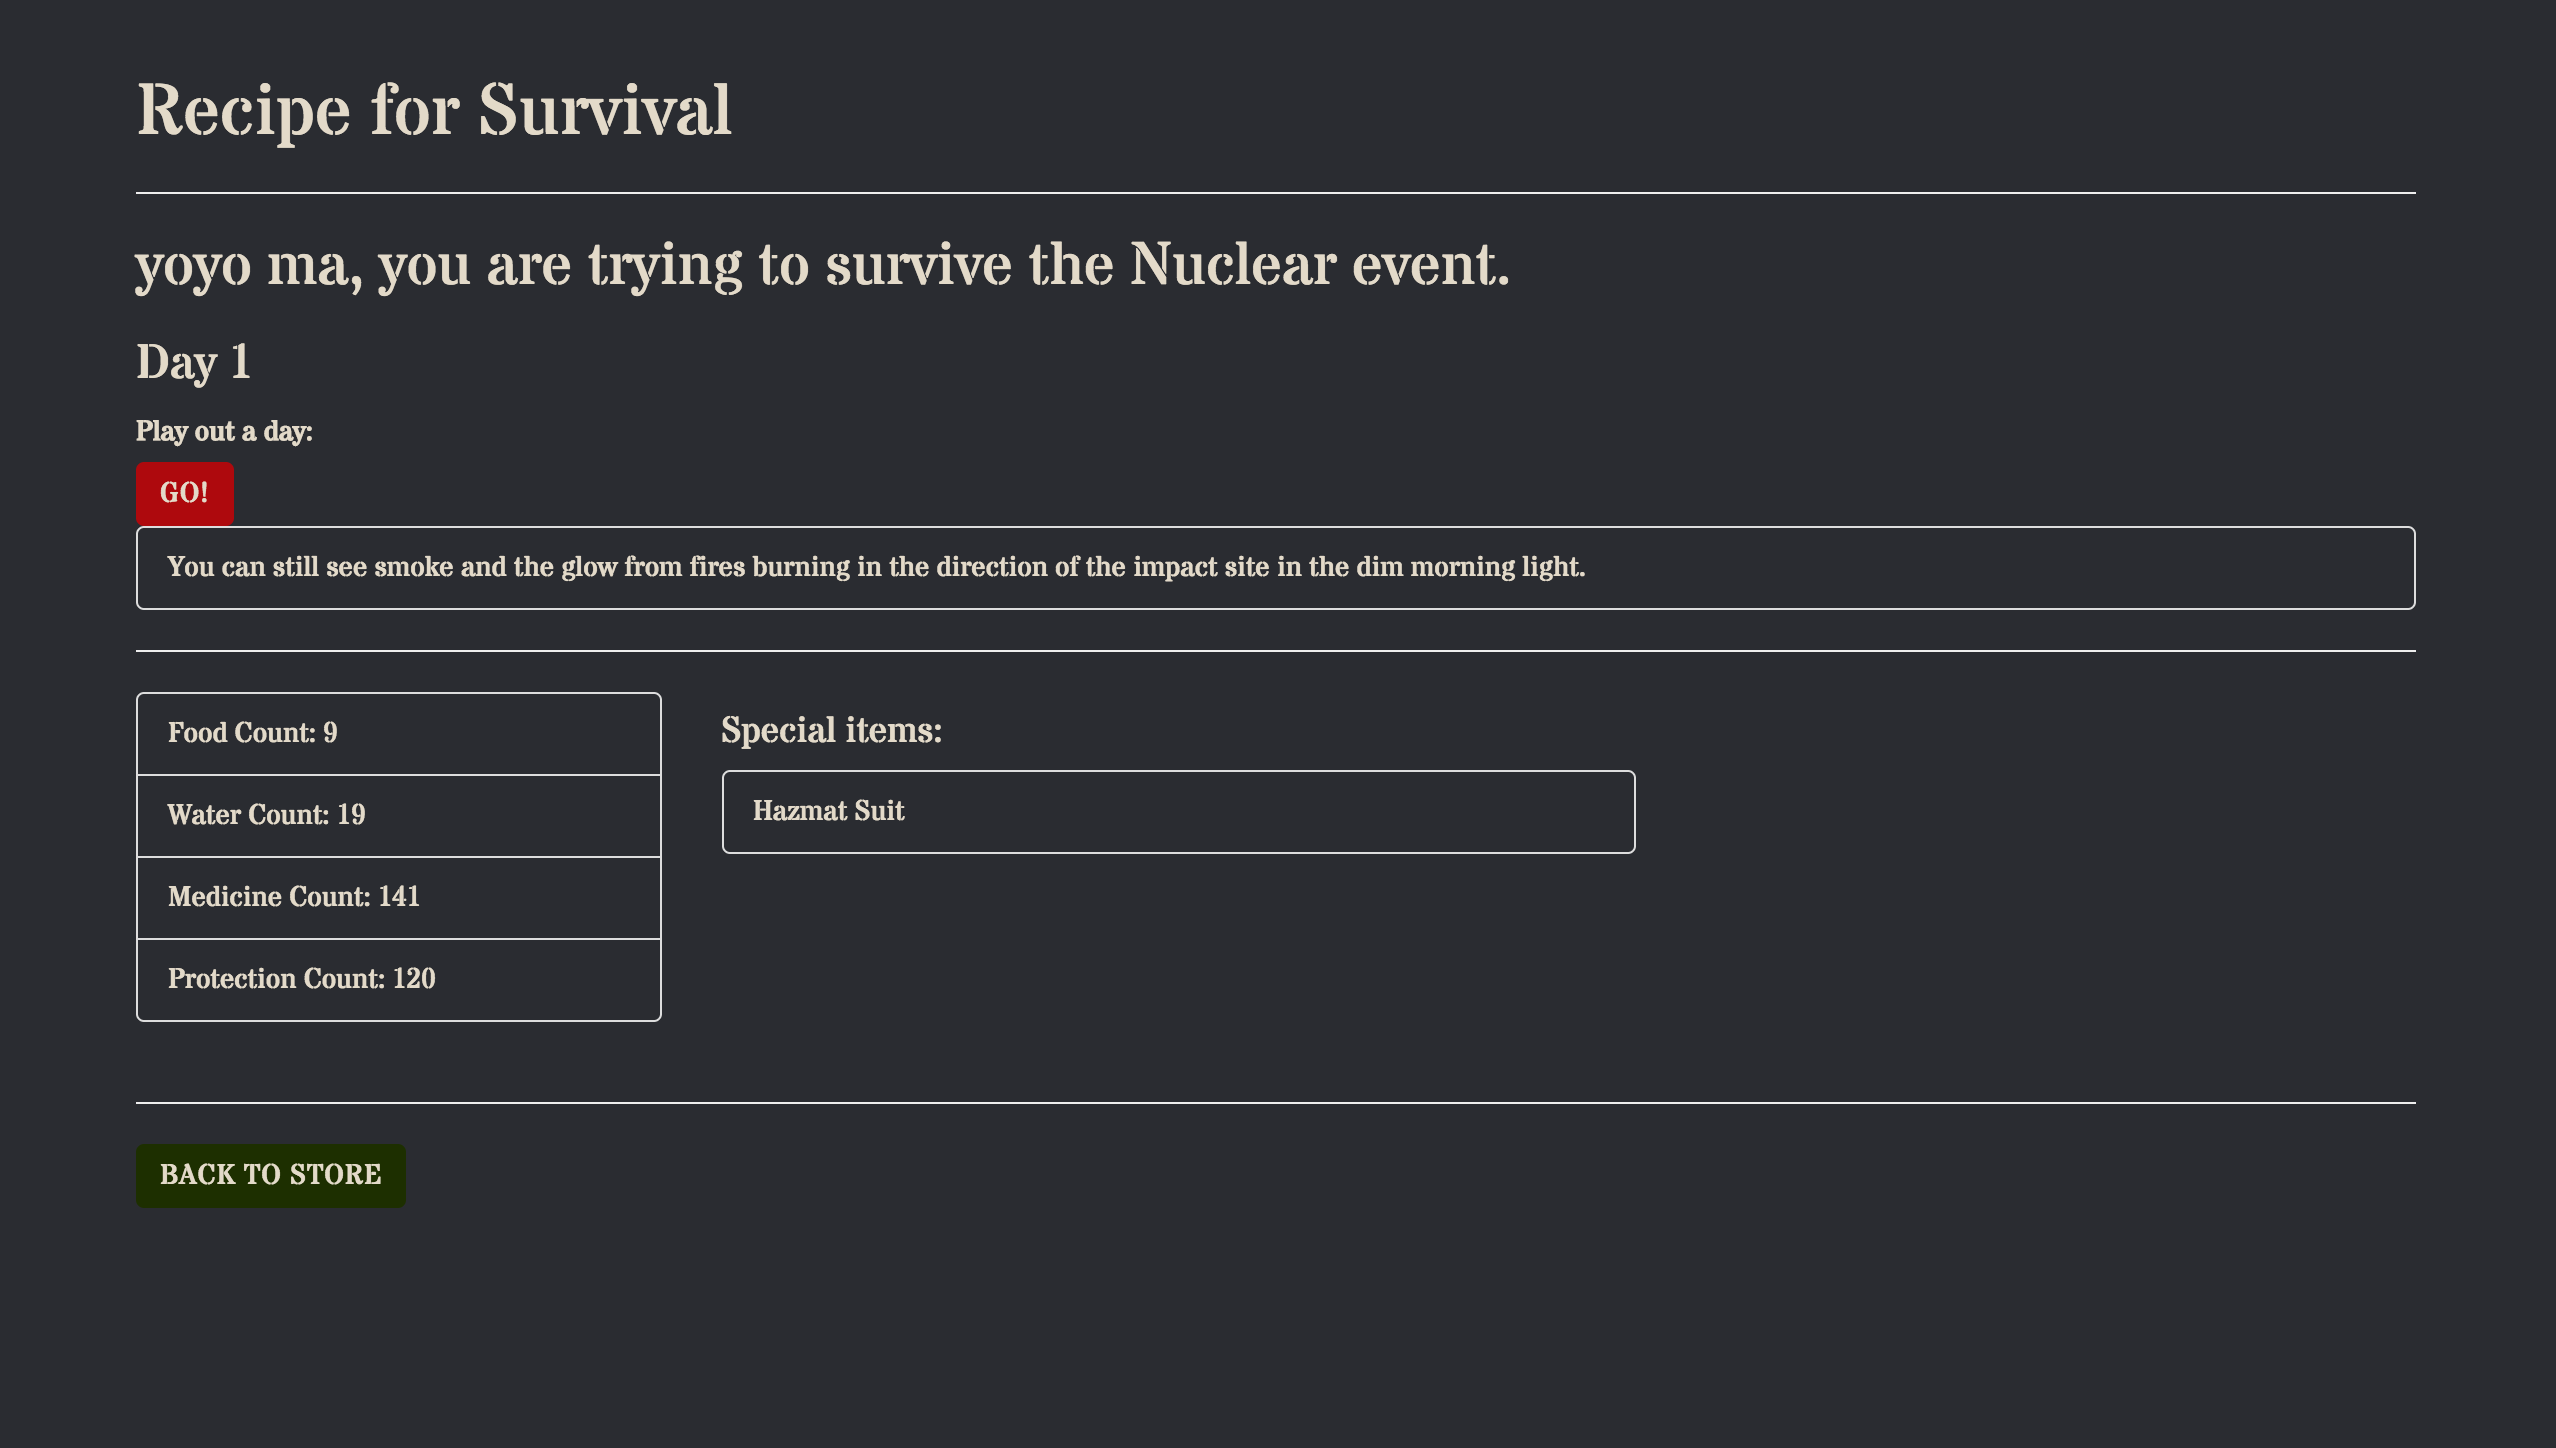 Recipe for Survival
yoyo ma, you are trying to survive the Nuclear event.
Day 1
Play out a day:
GO!
You can still see smoke and the glow from fires burning in the direction of the impact site in the dim morning light.
Food Count: 9
Water Count: 19
Medicine Count: 141
Protection Count: 120
Special items:
Hazmat Suit
BACK TO STORE